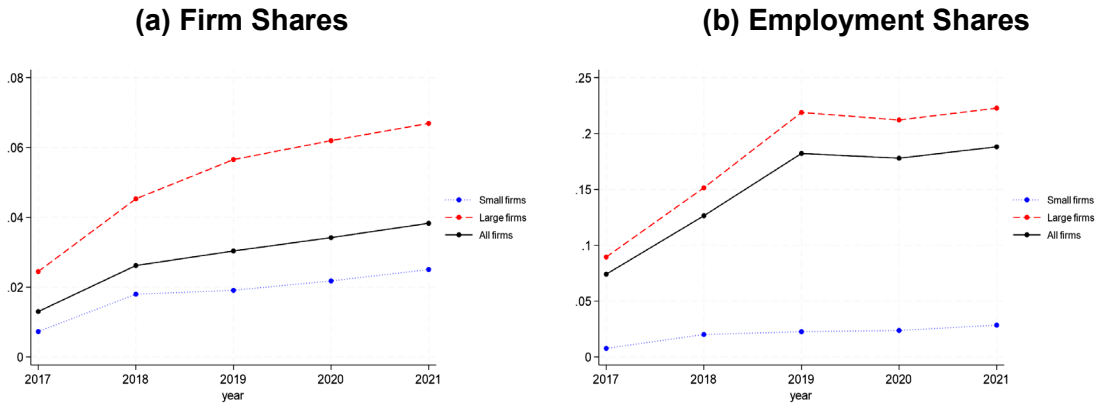 (a) Firm Shares
.08
.06
.04
.02
0
2017 2018 2019 2020 2021
year
Small firms
Large firms
All firms
(b) Employment Shares
.25
.2
.15
.1
.05
0
2017 2018 2019 2020 2021
year
Small firms
Large firms
All firms